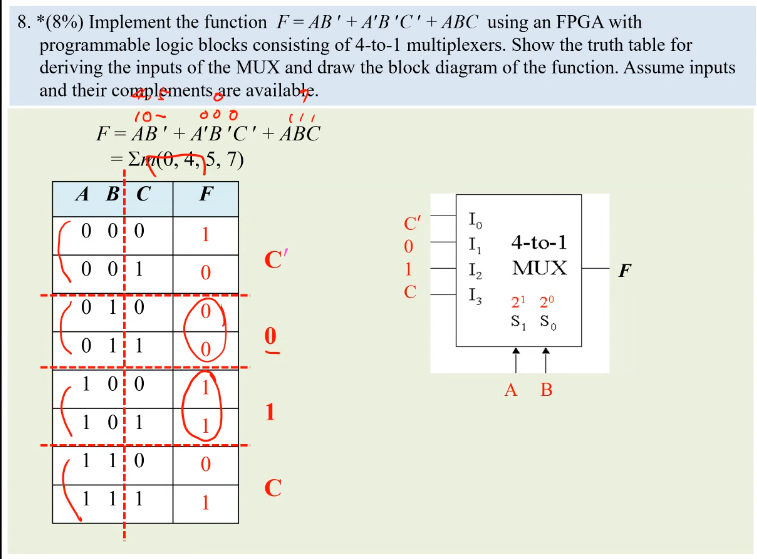 8. *(8%) Implement the function F = AB ' + A'B 'C ' + ABC using an FPGA with
programmable logic blocks consisting of 4-to-1 multiplexers. Show the truth table for
deriving the inputs of the MUX and draw the block diagram of the function. Assume inputs
and their complements are available.
4, 5 0 7
10- 000 111
F = AB ' + A'B 'C ' + ABC
= Σm(0, 4, 5, 7)
A B C F
0 0 0 1
0 0 1 0
C'
0 1 0 0
0 1 1 0
0
1 0 0 1
1 0 1 1
1
1 1 0 0
1 1 1 1
C
C' I0
0 I1 4-to-1
1 I2 MUX F
C I3 2¹ 2⁰
S1 S0
A B